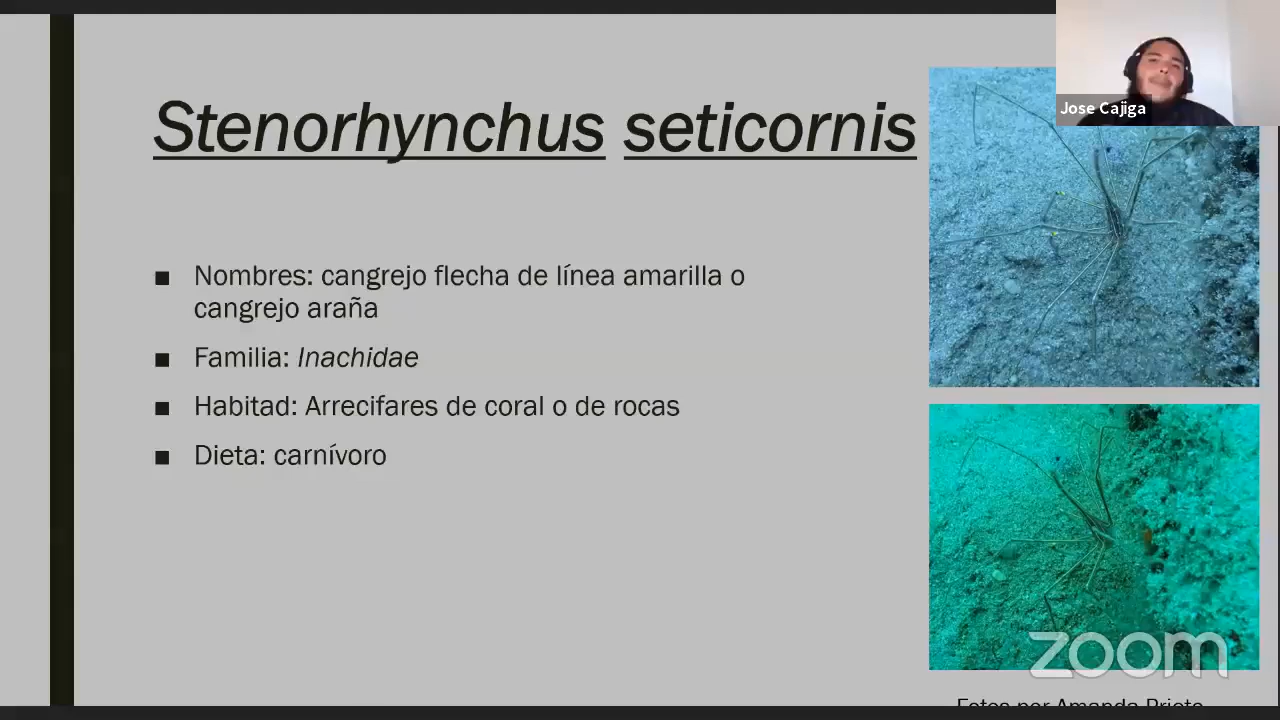 Jose Cajiga
Stenorhynchus seticornis
■ Nombres: cangrejo flecha de línea amarilla o
cangrejo araña
■ Familia: Inachidae
■ Habitad: Arrecifares de coral o de rocas
■ Dieta: carnívoro
zoom
Fotos por Amanda Prieto